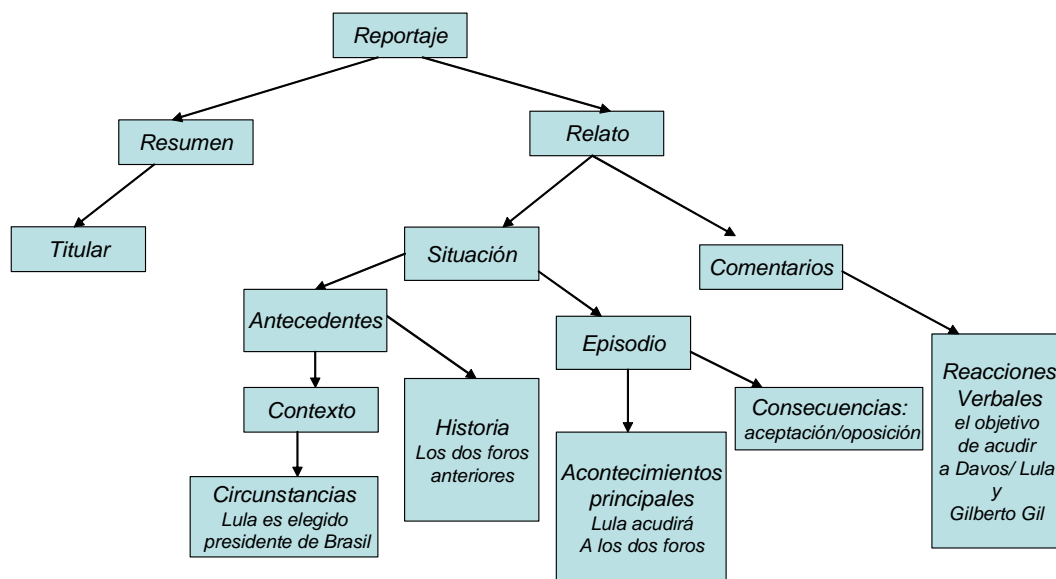 Reportaje
Resumen
Relato
Titular
Situación
Comentarios
Antecedentes
Episodio
Contexto
Historia
Los dos foros
anteriores
Consecuencias:
aceptación/oposición
Reacciones
Verbales
el objetivo
de acudir
a Davos/ Lula
y
Gilberto Gil
Circunstancias
Lula es elegido
presidente de Brasil
Acontecimientos
principales
Lula acudirá
A los dos foros